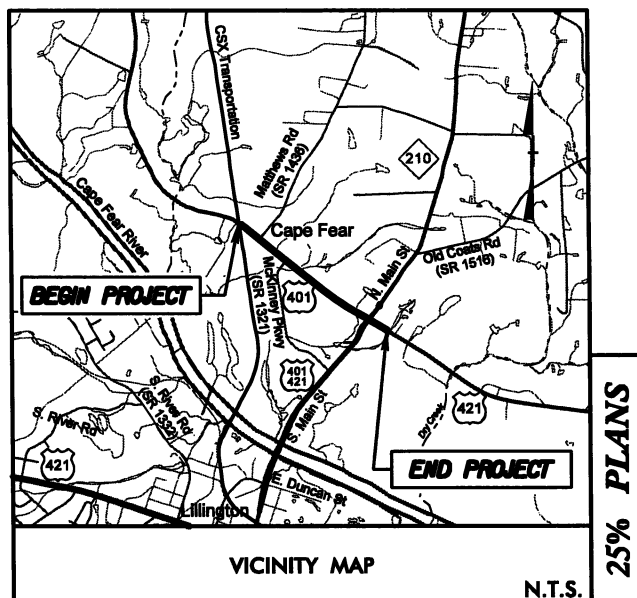 CSX Transportation
Matthews Rd
(SR 1436)
210
Cape Fear River
Cape Fear
Old Coats Rd
(SR 1516)
N. Main St
BEGIN PROJECT
McKinney Pkwy
(SR 1321)
401
401
421
S. River Rd
(SR 1532)
S. River Rd
S. Main St
Dry Creek
421
421
END PROJECT
E. Duncan St
Lillington
VICINITY MAP
N.T.S.
25% PLANS